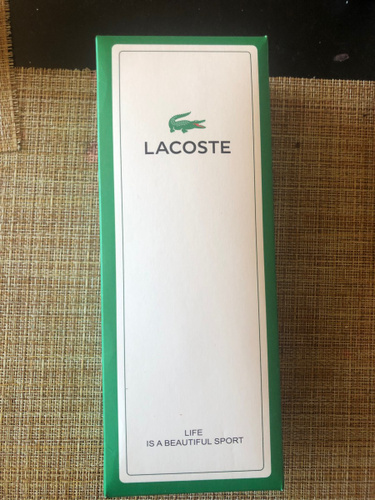 LACOSTE
LIFE
IS A BEAUTIFUL SPORT